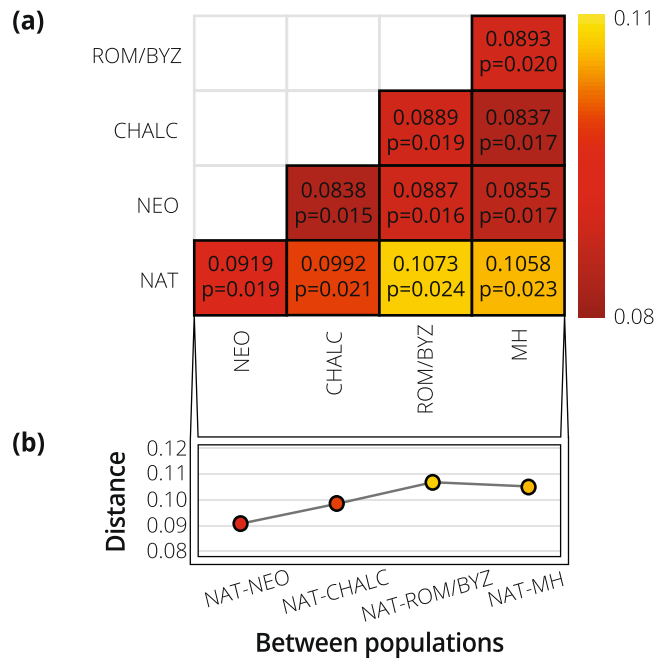 (a)
0.11
ROM/BYZ
0.0893
p=0.020
CHALC
0.0889
p=0.019
0.0837
p=0.017
NEO
0.0838
p=0.015
0.0887
p=0.016
0.0855
p=0.017
NAT
0.0919
p=0.019
0.0992
p=0.021
0.1073
p=0.024
0.1058
p=0.023
0.08
NEO
CHALC
ROM/BYZ
MH
(b)
Distance
0.12
0.11
0.10
0.09
0.08
NAT-NEO
NAT-CHALC
NAT-ROM/BYZ
NAT-MH
Between populations